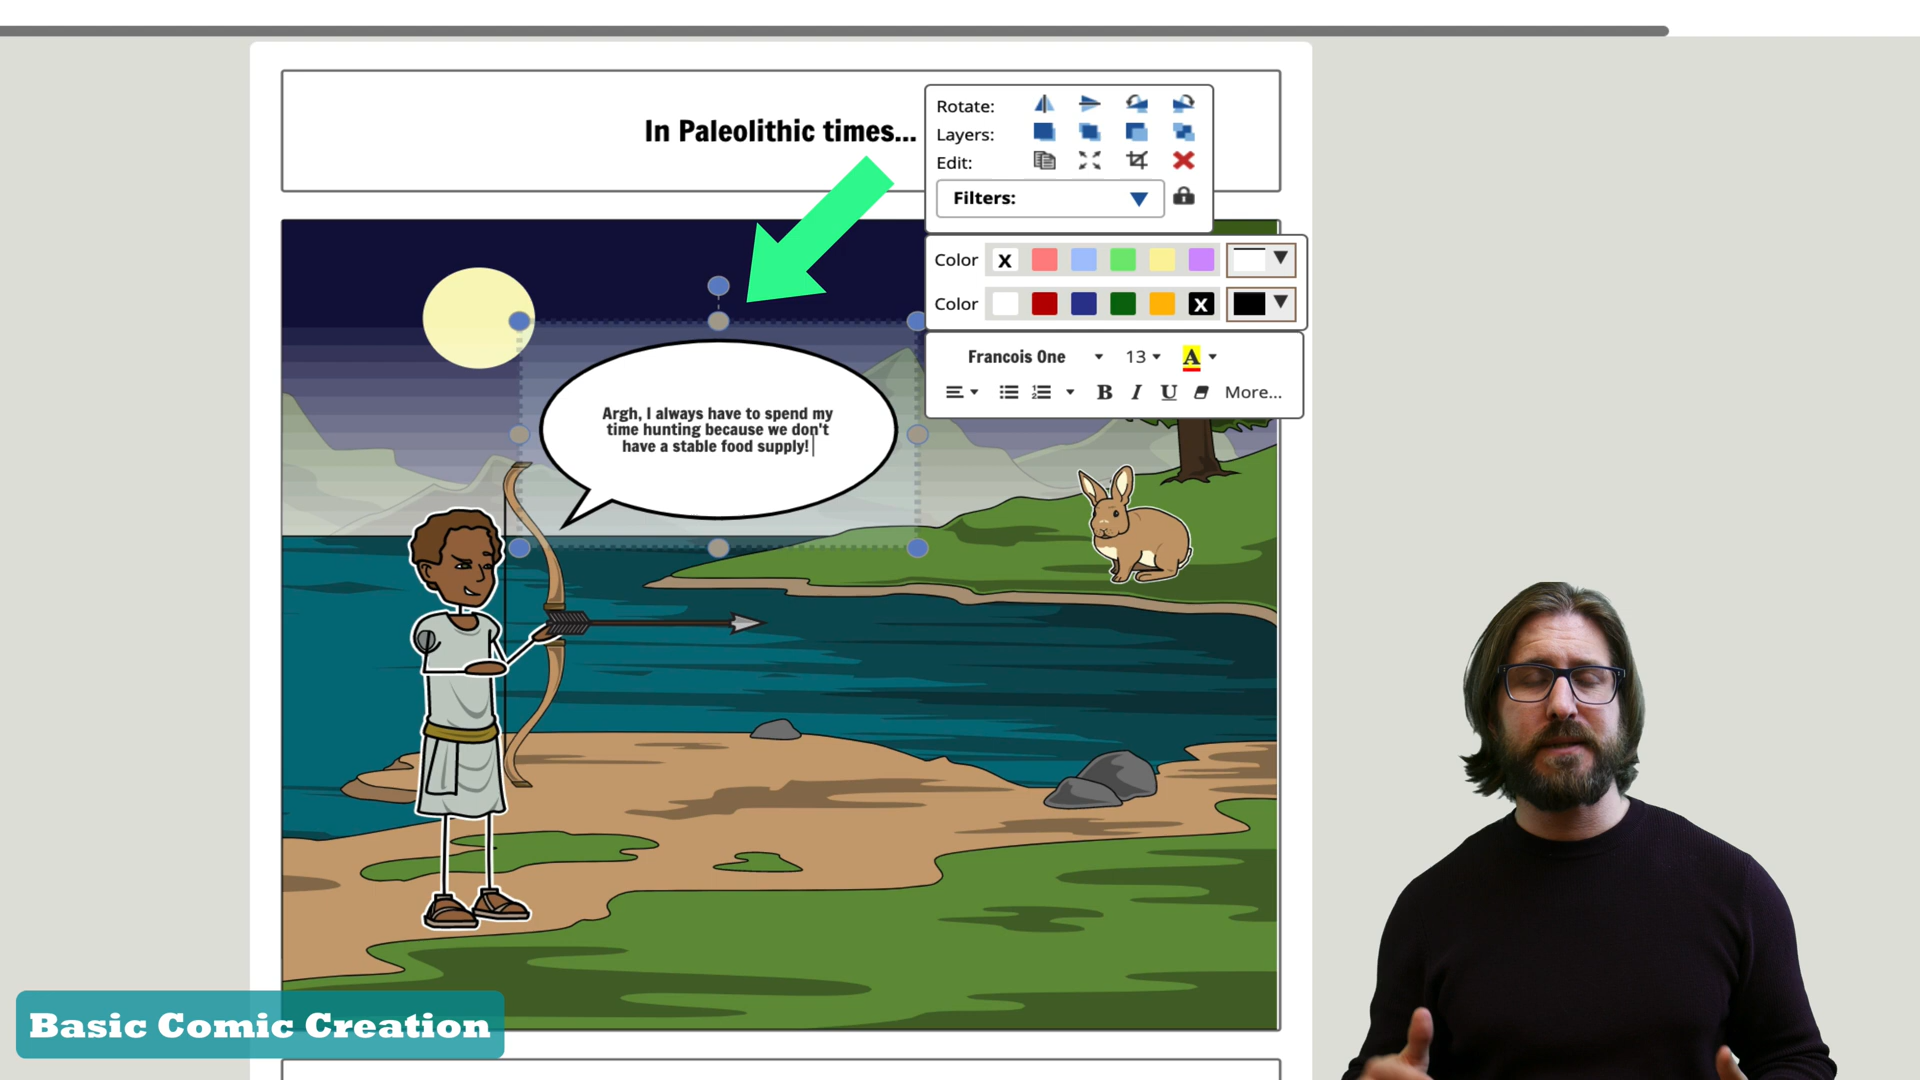 In Paleolithic times...
Rotate:
Layers:
Edit:
Filters:
Color X
Color X
Francois One 13 A
B I U More...
Argh, I always have to spend my
time hunting because we don't
have a stable food supply!
Basic Comic Creation